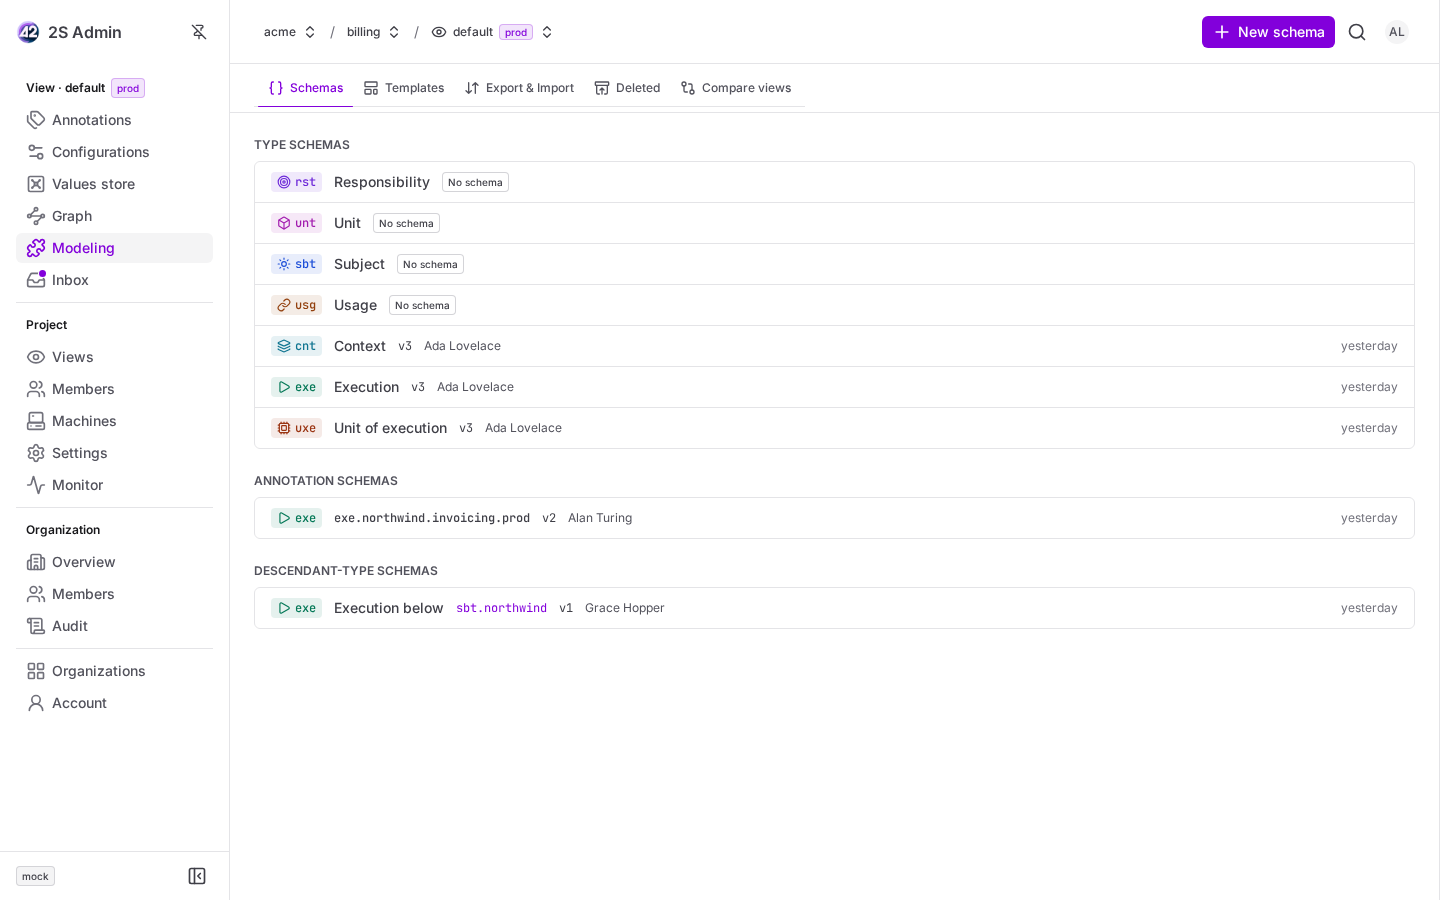 42 2S Admin
acme / billing / default prod
New schema
AL
View · default prod
Annotations
Configurations
Values store
Graph
Modeling
Inbox
Project
Views
Members
Machines
Settings
Monitor
Organization
Overview
Members
Audit
Organizations
Account
mock
Schemas Templates Export & Import Deleted Compare views
TYPE SCHEMAS
rst Responsibility No schema
unt Unit No schema
sbt Subject No schema
usg Usage No schema
cnt Context v3 Ada Lovelace yesterday
exe Execution v3 Ada Lovelace yesterday
uxe Unit of execution v3 Ada Lovelace yesterday
ANNOTATION SCHEMAS
exe exe.northwind.invoicing.prod v2 Alan Turing yesterday
DESCENDANT-TYPE SCHEMAS
exe Execution below sbt.northwind v1 Grace Hopper yesterday